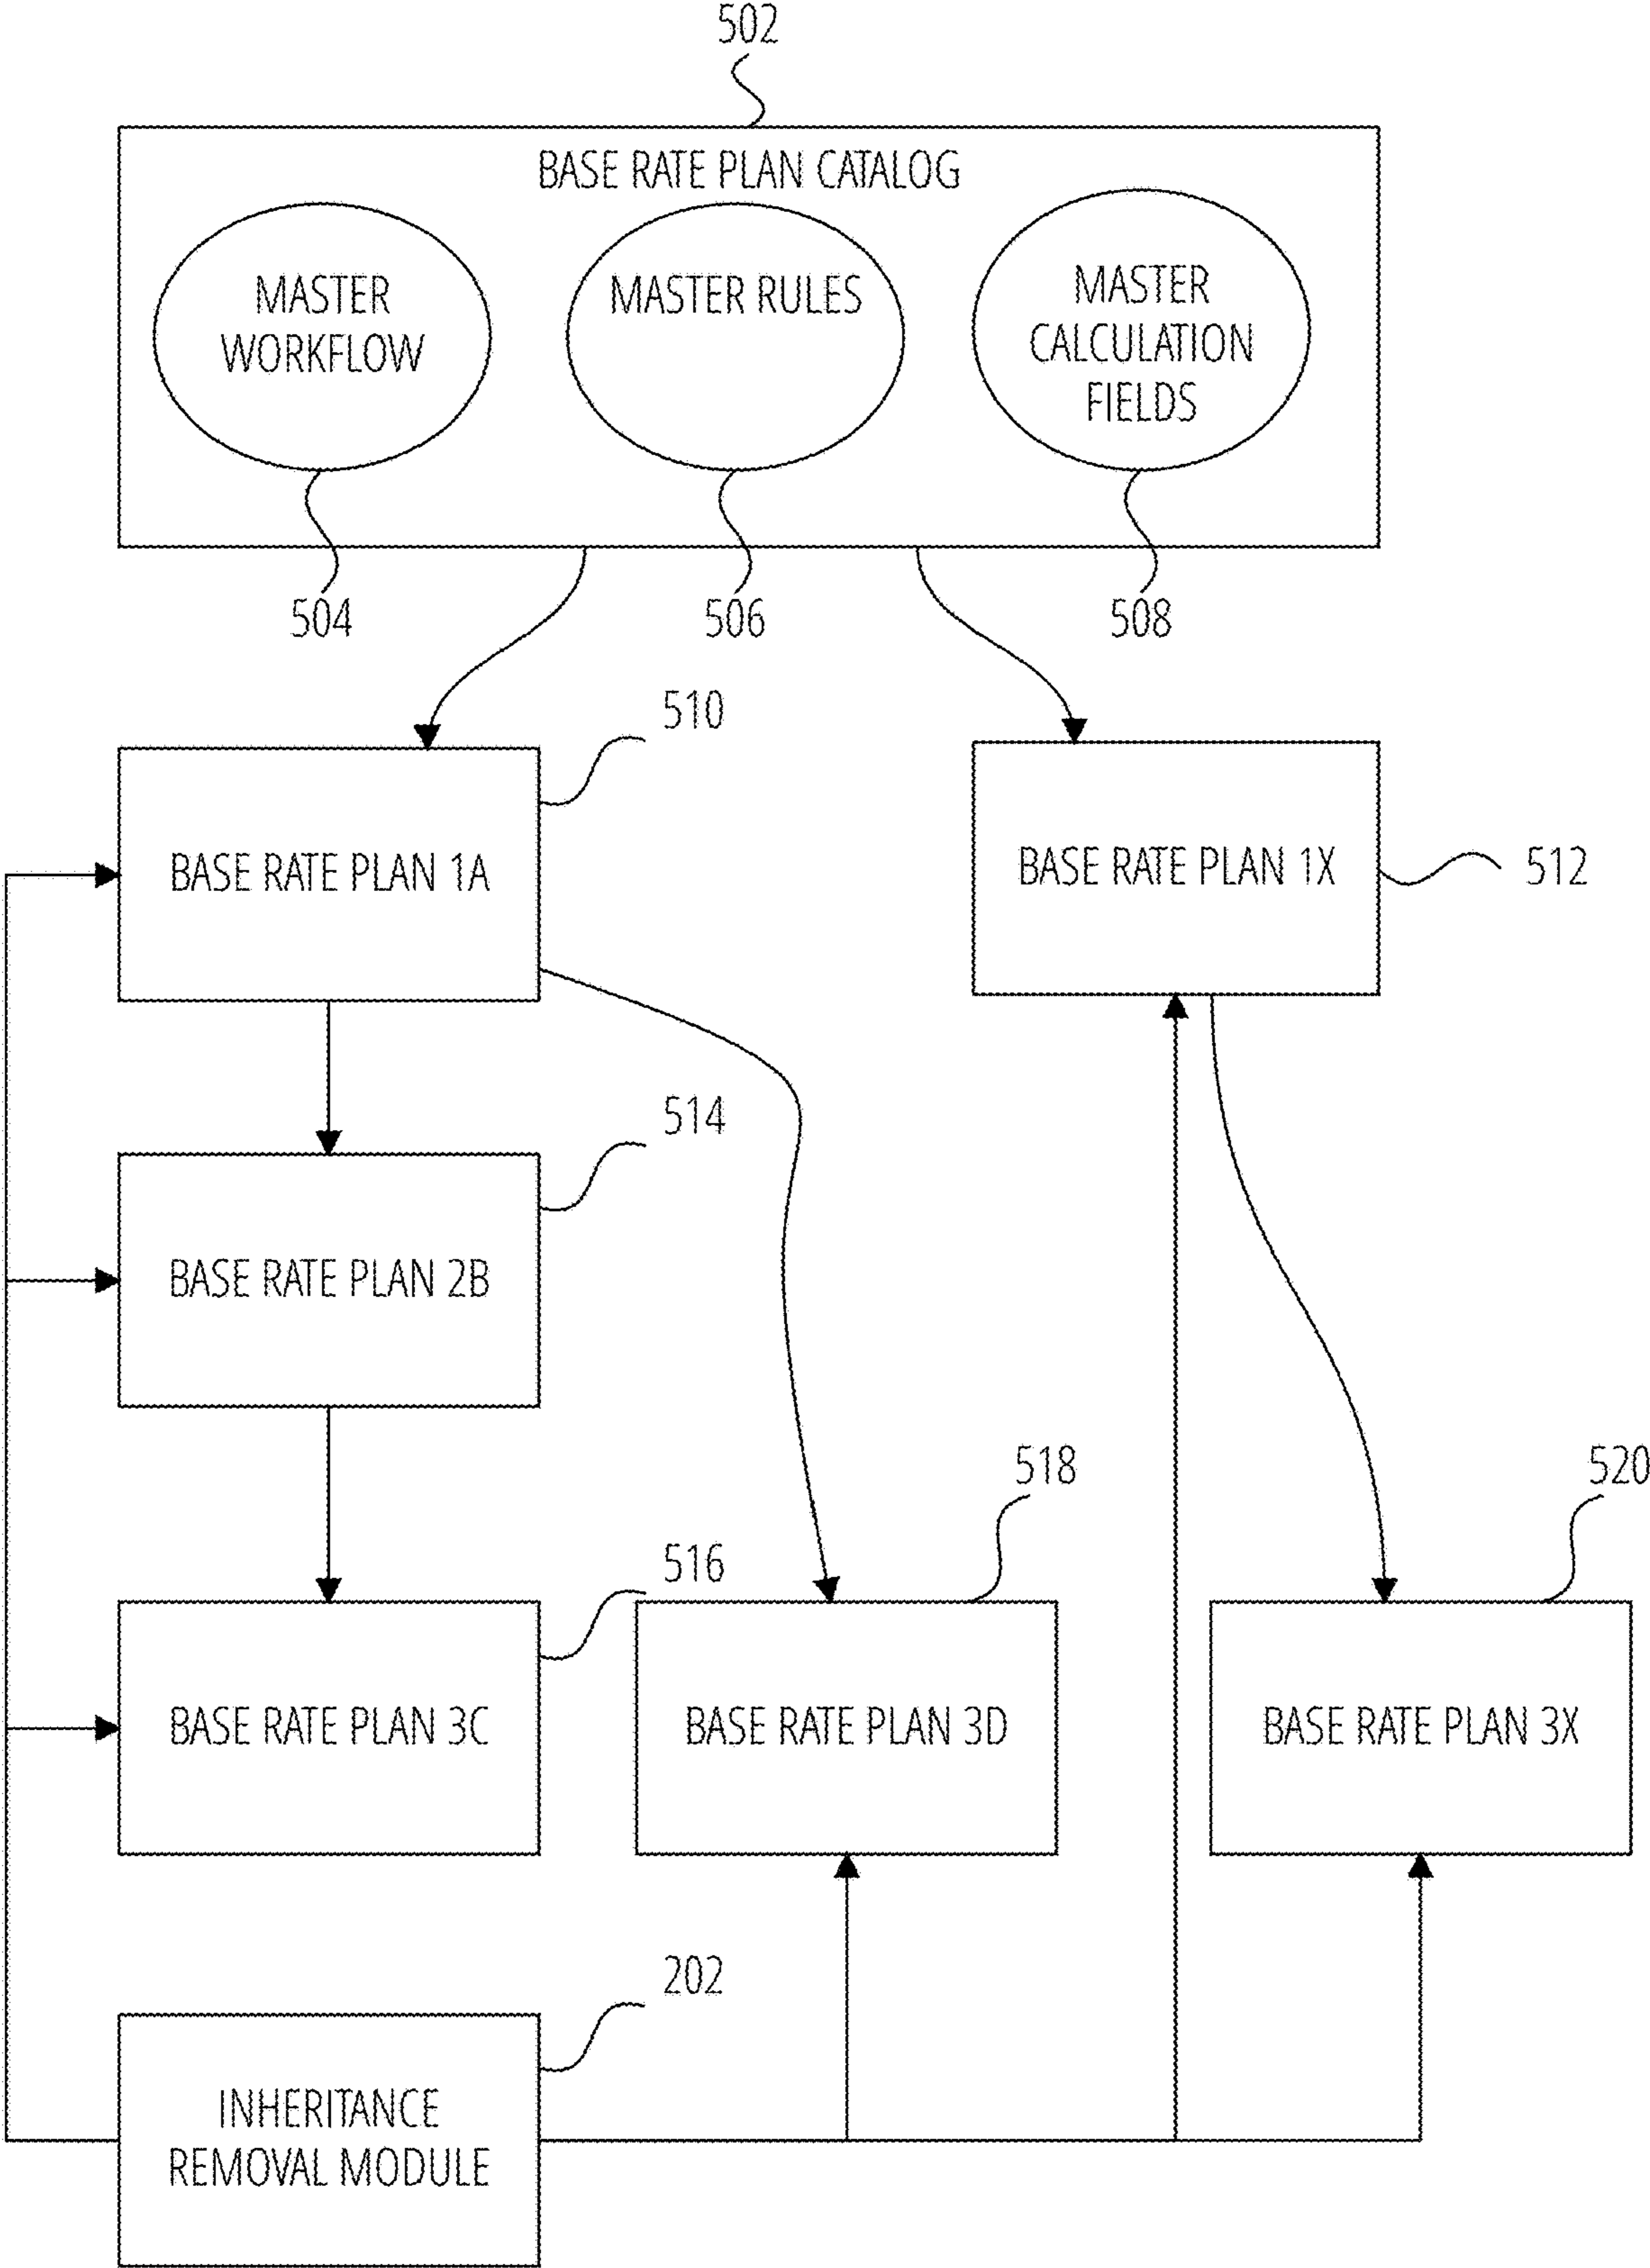 502
BASE RATE PLAN CATALOG
MASTER
WORKFLOW
MASTER RULES
MASTER
CALCULATION
FIELDS
504
506
508
510
BASE RATE PLAN 1A
BASE RATE PLAN 1X
512
514
BASE RATE PLAN 2B
518
520
516
BASE RATE PLAN 3C
BASE RATE PLAN 3D
BASE RATE PLAN 3X
202
INHERITANCE
REMOVAL MODULE